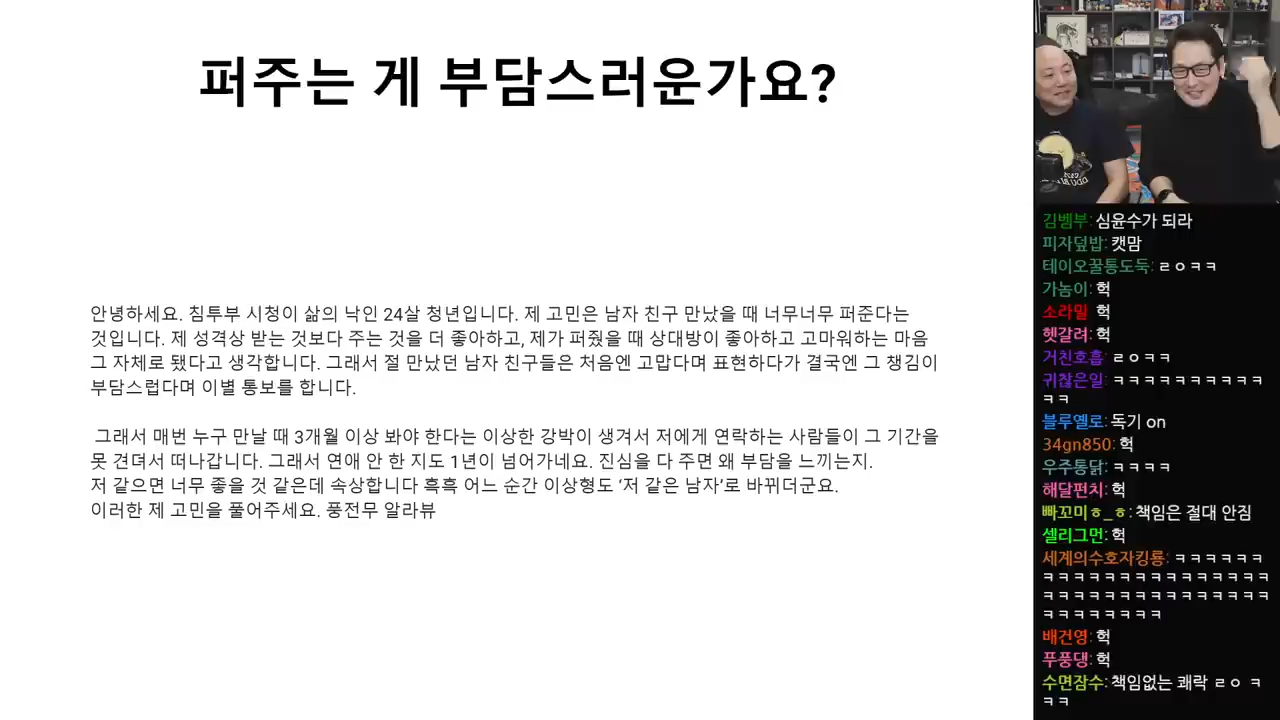 퍼주는 게 부담스러운가요?
안녕하세요. 침투부 시청이 삶의 낙인 24살 청년입니다. 제 고민은 남자 친구 만났을 때 너무너무 퍼준다는
것입니다. 제 성격상 받는 것보다 주는 것을 더 좋아하고, 제가 퍼줬을 때 상대방이 좋아하고 고마워하는 마음
그 자체로 됐다고 생각합니다. 그래서 절 만났던 남자 친구들은 처음엔 고맙다며 표현하다가 결국엔 그 챙김이
부담스럽다며 이별 통보를 합니다.
그래서 매번 누구 만날 때 3개월 이상 봐야 한다는 이상한 강박이 생겨서 저에게 연락하는 사람들이 그 기간을
못 견뎌서 떠나갑니다. 그래서 연애 안 한 지도 1년이 넘어가네요. 진심을 다 주면 왜 부담을 느끼는지.
저 같으면 너무 좋을 것 같은데 속상합니다 흑흑 어느 순간 이상형도 ‘저 같은 남자’로 바뀌더군요.
이러한 제 고민을 풀어주세요. 풍전무 알라뷰
김벰부: 심윤수가 되라
피자덮밥: 캣맘
테이오꿀통도둑: ㄹㅇㅋㅋ
가놈이: 헉
소라밀 헉
헷갈려: 헉
거친호흡: ㄹㅇㅋㅋ
귀찮은일: ㅋㅋㅋㅋㅋㅋㅋㅋㅋㅋ
ㅋㅋ
블루옐로: 독기 on
34gn850: 헉
우주통닭: ㅋㅋㅋㅋ
해달펀치: 헉
빠꼬미ㅎ_ㅎ: 책임은 절대 안짐
셀리그먼: 헉
세계의수호자킹룡: ㅋㅋㅋㅋㅋㅋ
ㅋㅋㅋㅋㅋㅋㅋㅋㅋㅋㅋㅋㅋㅋㅋ
ㅋㅋㅋㅋㅋㅋㅋㅋㅋㅋㅋㅋㅋㅋㅋ
ㅋㅋㅋㅋㅋㅋㅋㅋ
배건영: 헉
푸풍댕: 헉
수면잠수: 책임없는 쾌락 ㄹㅇ ㅋ
ㅋㅋ